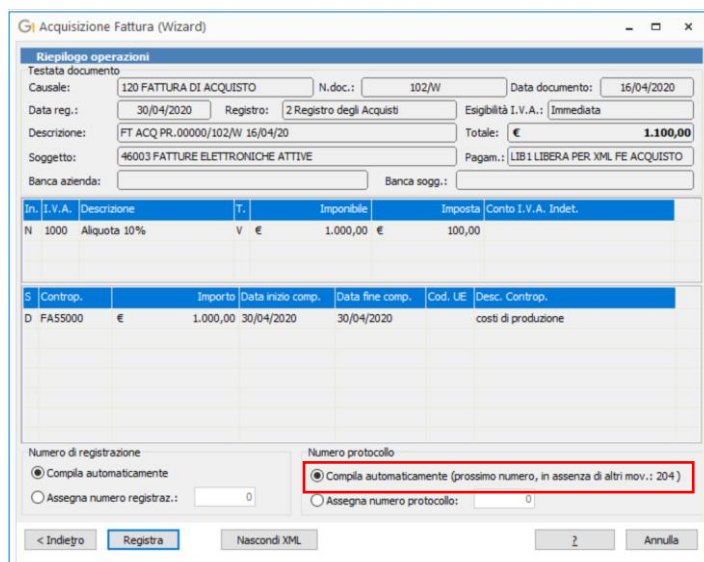 G1 Acquisizione Fattura (Wizard)
Riepilogo operazioni
Testata documento
Causale: 120 FATTURA DI ACQUISTO N.doc.: 102/W Data documento: 16/04/2020
Data reg.: 30/04/2020 Registro: 2 Registro degli Acquisti Esigibilità I.V.A.: Immediata
Descrizione: FT ACQ PR.00000/102/W 16/04/20 Totale: € 1.100,00
Soggetto: 46003 FATTURE ELETTRONICHE ATTIVE Pagam.: LIB1 LIBERA PER XML FE ACQUISTO
Banca azienda: Banca sogg.:
In. I.V.A. Descrizione T. Imponibile Imposta Conto I.V.A. Indet.
N 1000 Aliquota 10% V € 1.000,00 € 100,00
S Controp. Importo Data inizio comp. Data fine comp. Cod. UE Desc. Controp.
D FA55000 € 1.000,00 30/04/2020 30/04/2020 costi di produzione
Numero di registrazione Numero protocollo
Compila automaticamente Compila automaticamente (prossimo numero, in assenza di altri mov.: 204 )
Assegna numero registraz.: 0 Assegna numero protocollo: 0
< Indietro Registra Nascondi XML ? Annulla